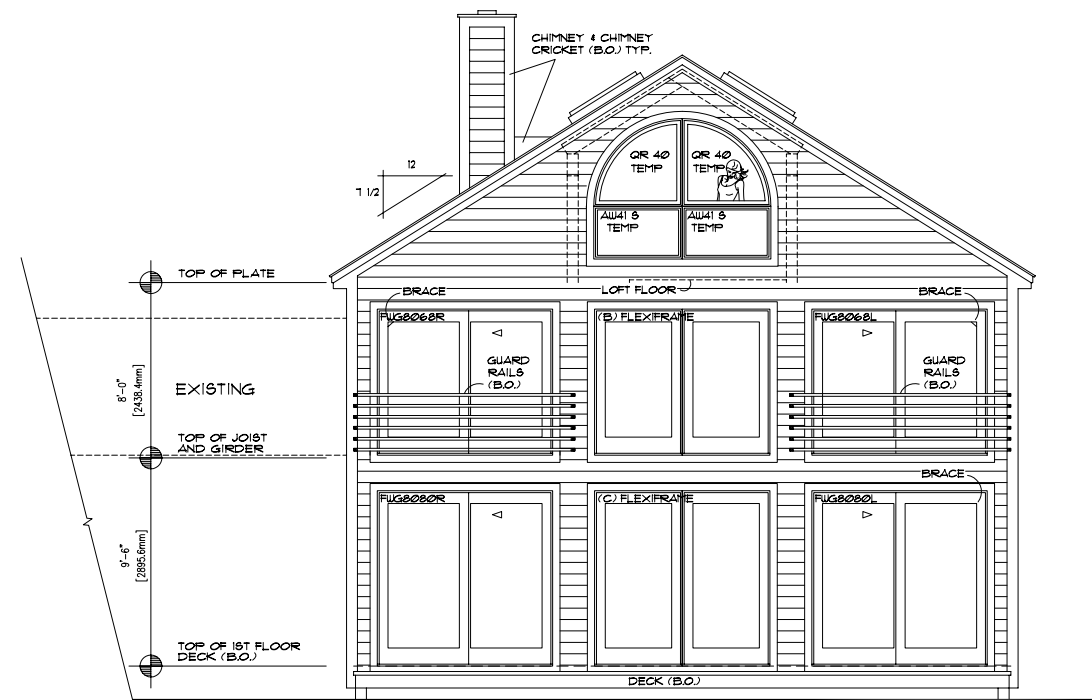 CHIMNEY & CHIMNEY
CRICKET (B.O.) TYP.
12
7 1/2
QR 40
TEMP
QR 40
TEMP
AW41 S
TEMP
AW41 S
TEMP
TOP OF PLATE
LOFT FLOOR
BRACE
BRACE
FWG8068R
(B) FLEXIFRAME
FWG8068L
GUARD
RAILS
(B.O.)
GUARD
RAILS
(B.O.)
8'-0"
[2438.4mm]
EXISTING
TOP OF JOIST
AND GIRDER
BRACE
FWG8080R
(C) FLEXIFRAME
FWG8080L
9'-6"
[2895.6mm]
TOP OF 1ST FLOOR
DECK (B.O.)
DECK (B.O.)